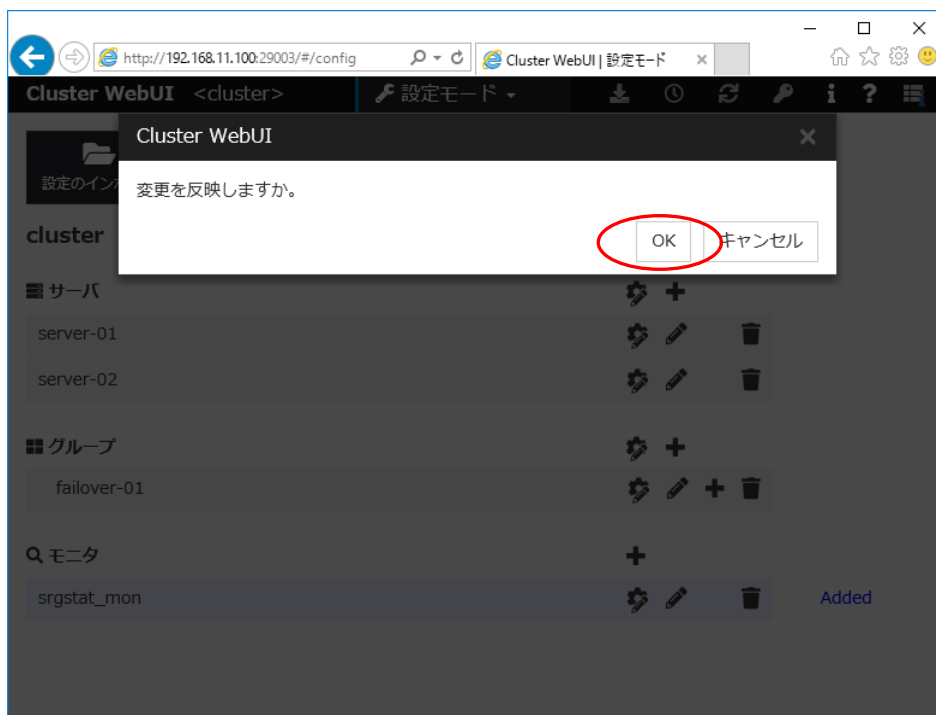 http://192.168.11.100:29003/#/config
Cluster WebUI | 設定モード
Cluster WebUI <cluster> 設定モード
Cluster WebUI
設定のインポ
変更を反映しますか。
OK キャンセル
cluster
サーバ
server-01
server-02
グループ
failover-01
モニタ
srgstat_mon Added